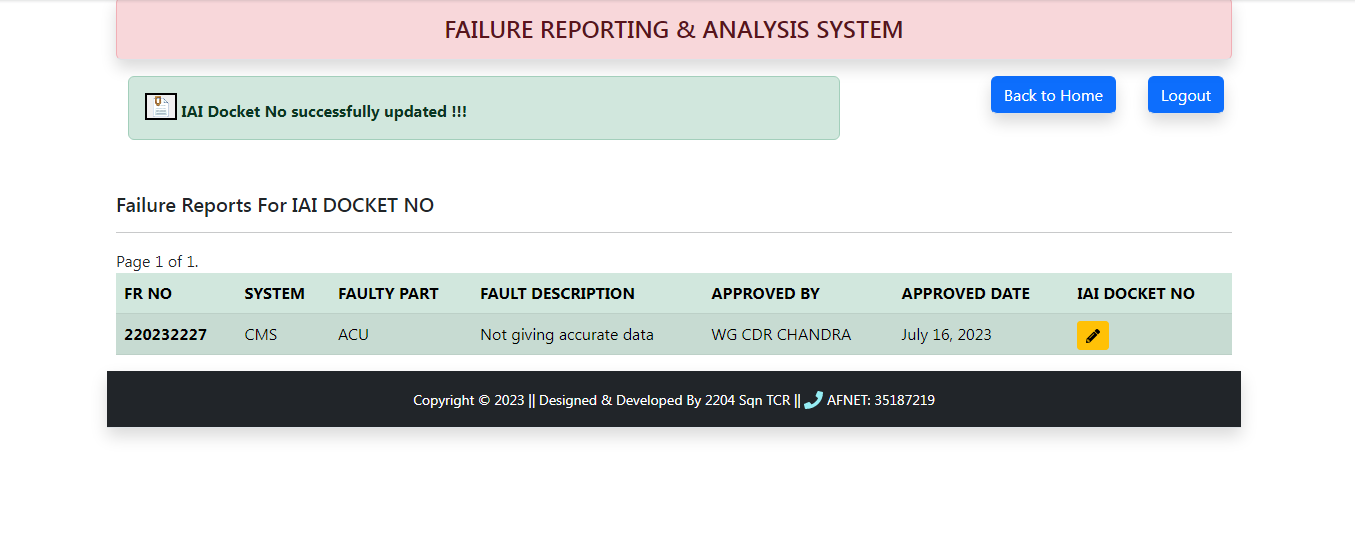 FAILURE REPORTING & ANALYSIS SYSTEM
IAI Docket No successfully updated !!!
Back to Home
Logout
Failure Reports For IAI DOCKET NO
Page 1 of 1.
FR NO SYSTEM FAULTY PART FAULT DESCRIPTION APPROVED BY APPROVED DATE IAI DOCKET NO
220232227 CMS ACU Not giving accurate data WG CDR CHANDRA July 16, 2023
Copyright © 2023 || Designed & Developed By 2204 Sqn TCR || AFNET: 35187219